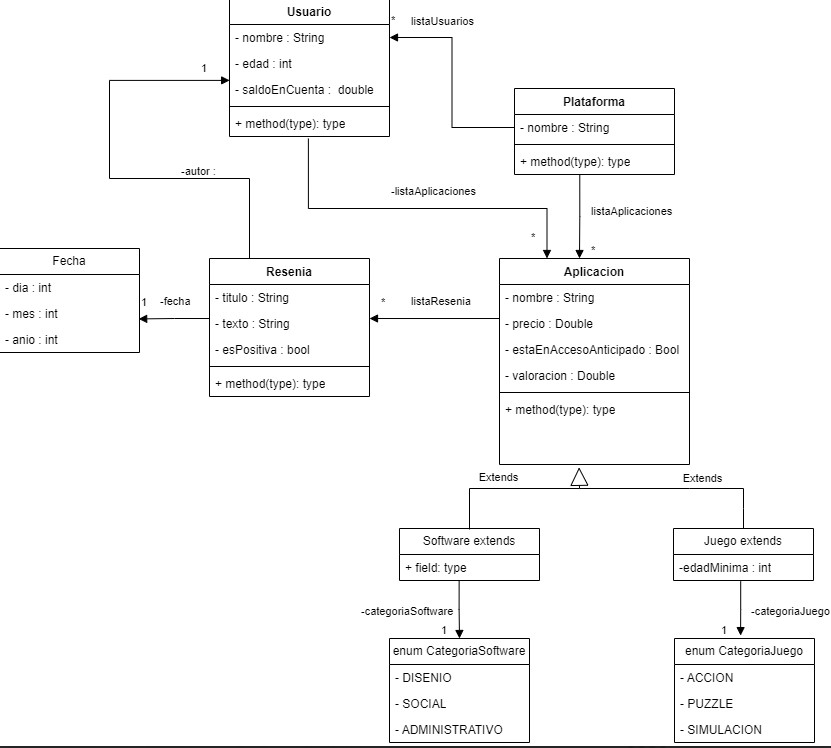 Usuario
- nombre : String
- edad : int
- saldoEnCuenta : double
+ method(type): type
*
listaUsuarios
1
Plataforma
- nombre : String
+ method(type): type
-autor :
-listaAplicaciones
listaAplicaciones
*
*
Fecha
- dia : int
- mes : int
- anio : int
1
-fecha
Resenia
- titulo : String
- texto : String
- esPositiva : bool
+ method(type): type
*
listaResenia
Aplicacion
- nombre : String
- precio : Double
- estaEnAccesoAnticipado : Bool
- valoracion : Double
+ method(type): type
Extends
Extends
Software extends
+ field: type
Juego extends
-edadMinima : int
-categoriaSoftware
1
-categoriaJuego
1
enum CategoriaSoftware
- DISENIO
- SOCIAL
- ADMINISTRATIVO
enum CategoriaJuego
- ACCION
- PUZZLE
- SIMULACION